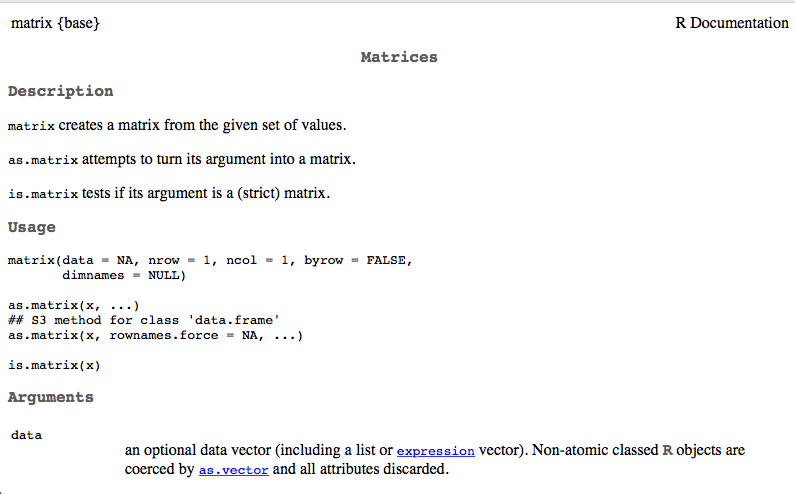 matrix {base} R Documentation
Matrices
Description
matrix creates a matrix from the given set of values.
as.matrix attempts to turn its argument into a matrix.
is.matrix tests if its argument is a (strict) matrix.
Usage
matrix(data = NA, nrow = 1, ncol = 1, byrow = FALSE,
       dimnames = NULL)
as.matrix(x, ...)
## S3 method for class 'data.frame'
as.matrix(x, rownames.force = NA, ...)
is.matrix(x)
Arguments
data
an optional data vector (including a list or expression vector). Non-atomic classed R objects are
coerced by as.vector and all attributes discarded.